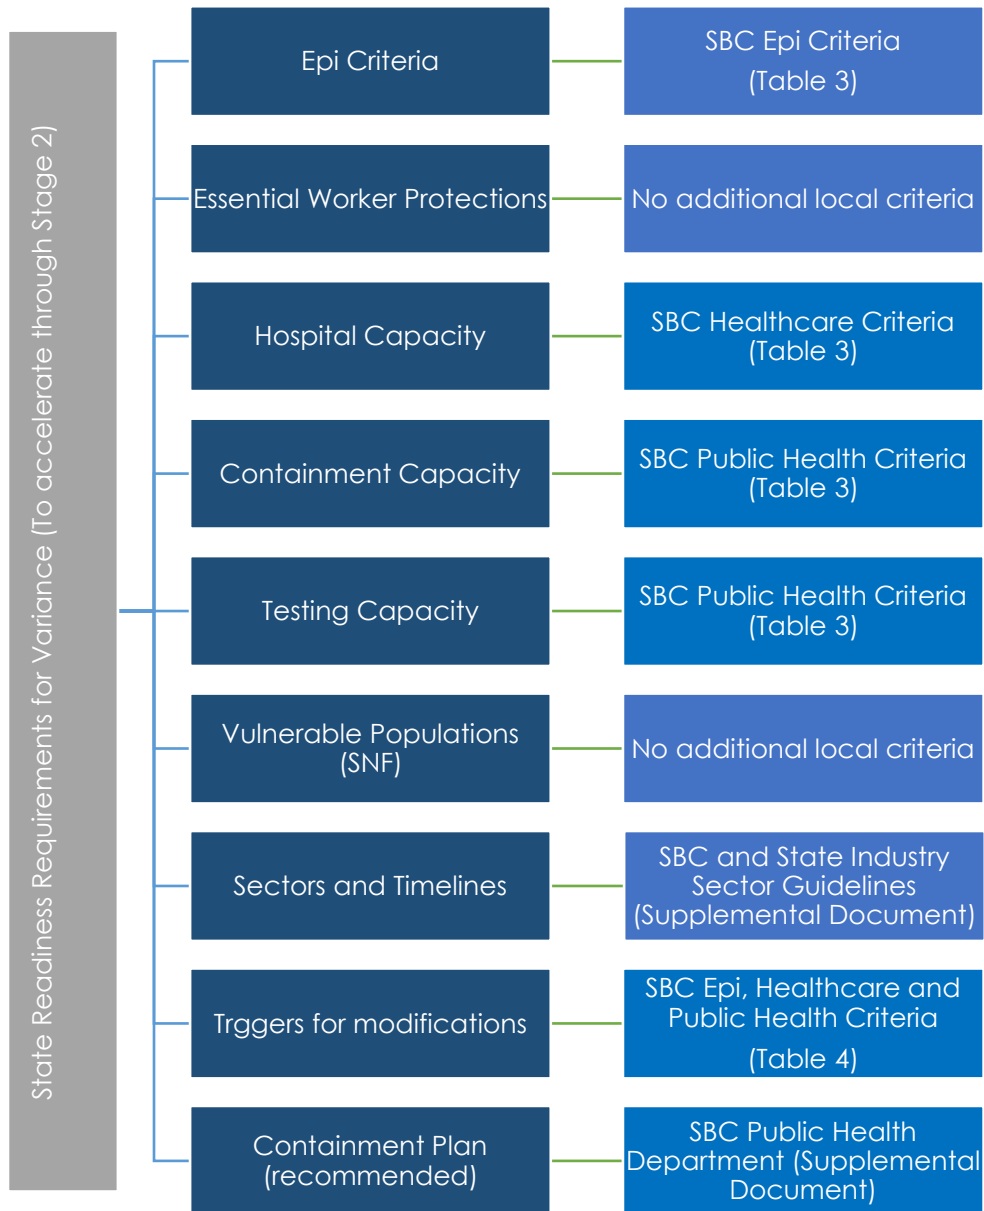 State Readiness Requirements for Variance (To accelerate through Stage 2)
Epi Criteria
SBC Epi Criteria
(Table 3)
Essential Worker Protections
No additional local criteria
Hospital Capacity
SBC Healthcare Criteria
(Table 3)
Containment Capacity
SBC Public Health Criteria
(Table 3)
Testing Capacity
SBC Public Health Criteria
(Table 3)
Vulnerable Populations
(SNF)
No additional local criteria
Sectors and Timelines
SBC and State Industry
Sector Guidelines
(Supplemental Document)
Trggers for modifications
SBC Epi, Healthcare and
Public Health Criteria
(Table 4)
Containment Plan
(recommended)
SBC Public Health
Department (Supplemental
Document)